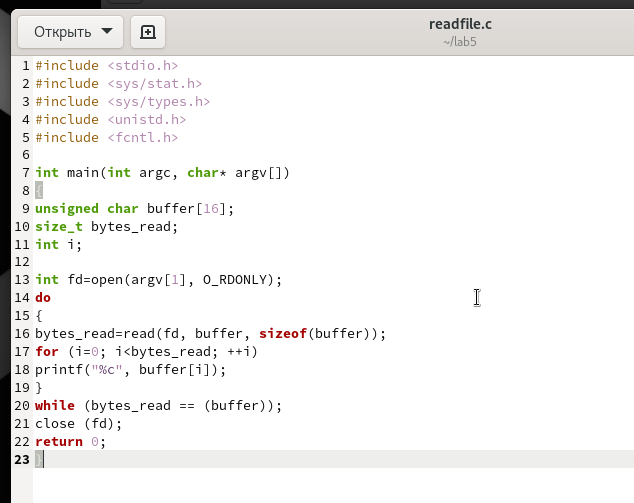 Открыть
readfile.c
~/lab5
1 #include <stdio.h>
2 #include <sys/stat.h>
3 #include <sys/types.h>
4 #include <unistd.h>
5 #include <fcntl.h>
6
7 int main(int argc, char* argv[])
8 {
9 unsigned char buffer[16];
10 size_t bytes_read;
11 int i;
12
13 int fd=open(argv[1], O_RDONLY);
14 do
15 {
16 bytes_read=read(fd, buffer, sizeof(buffer));
17 for (i=0; i<bytes_read; ++i)
18 printf("%c", buffer[i]);
19 }
20 while (bytes_read == (buffer));
21 close (fd);
22 return 0;
23 }